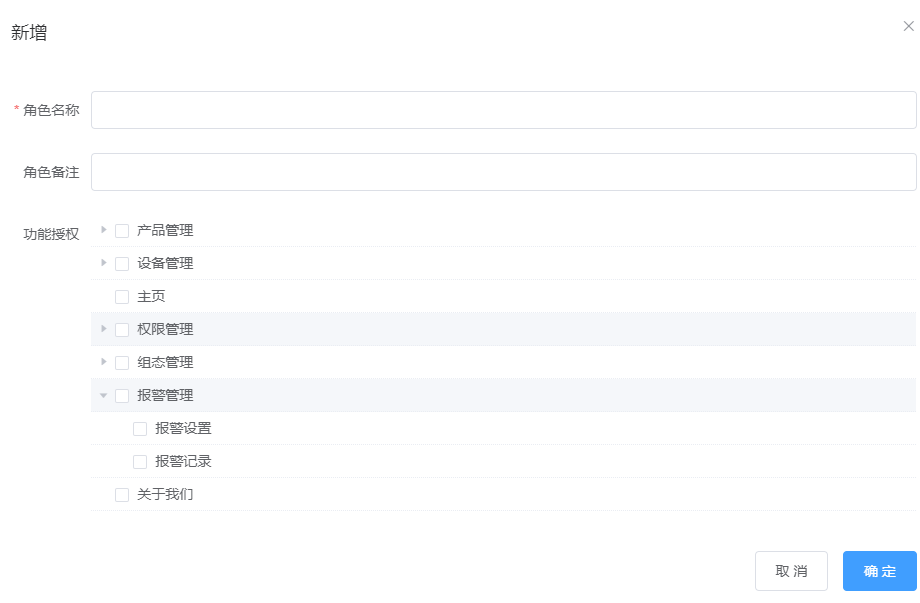 新增
* 角色名称
角色备注
功能授权
产品管理
设备管理
主页
权限管理
组态管理
报警管理
报警设置
报警记录
关于我们
取 消
确 定